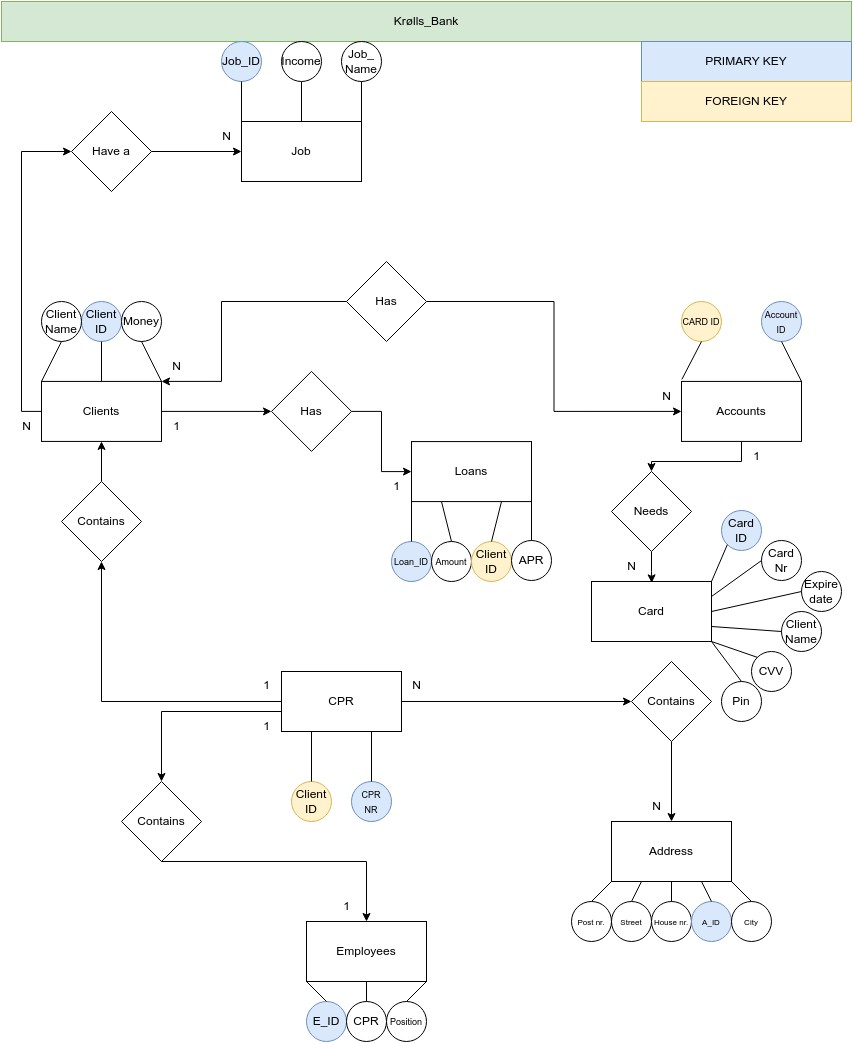 Krølls_Bank
PRIMARY KEY
FOREIGN KEY
Job_ID
Income
Job_
Name
N
Have a
Job
Has
Client
Name
Client
ID
Money
CARD ID
Account
ID
N
N
Clients
Has
Accounts
N
1
1
Loans
1
Contains
Needs
Card
ID
Loan_ID
Amount
Client
ID
APR
N
Card
Nr
Expire
date
Card
Client
Name
CVV
Pin
1
N
CPR
Contains
1
Client
ID
CPR
NR
Contains
N
Address
1
Post nr.
Street
House nr.
A_ID
City
Employees
E_ID
CPR
Position